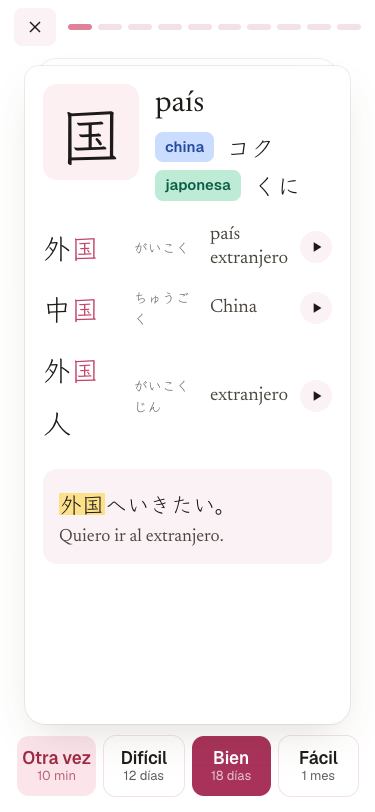 国
país
china コク
japonesa くに
外国 がいこく país
extranjero
中国 ちゅうご
く China
外国
人 がいこく
じん extranjero
外国へいきたい。
Quiero ir al extranjero.
Otra vez Difícil Bien Fácil
10 min 12 días 18 días 1 mes